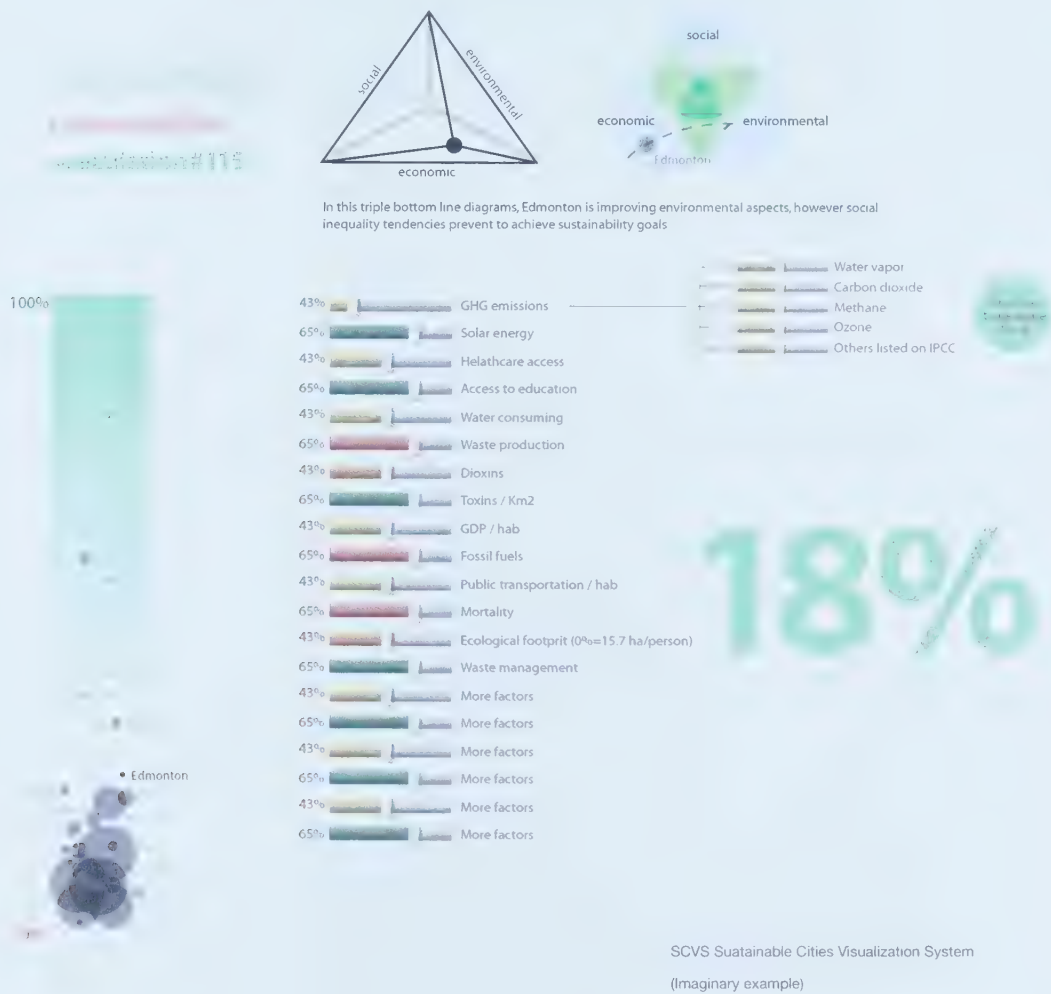 social
environmental
economic
social
economic
environmental
Edmonton
In this triple bottom line diagrams, Edmonton is improving environmental aspects, however social
inequality tendencies prevent to achieve sustainability goals
100%
43% GHG emissions
65% Solar energy
43% Helathcare access
65% Access to education
43% Water consuming
65% Waste production
43% Dioxins
65% Toxins / Km2
43% GDP / hab
65% Fossil fuels
43% Public transportation / hab
65% Mortality
43% Ecological footprit (0%=15.7 ha/person)
65% Waste management
43% More factors
65% More factors
43% More factors
65% More factors
43% More factors
65% More factors
Water vapor
Carbon dioxide
Methane
Ozone
Others listed on IPCC
18%
Edmonton
SCVS Suatainable Cities Visualization System
(Imaginary example)